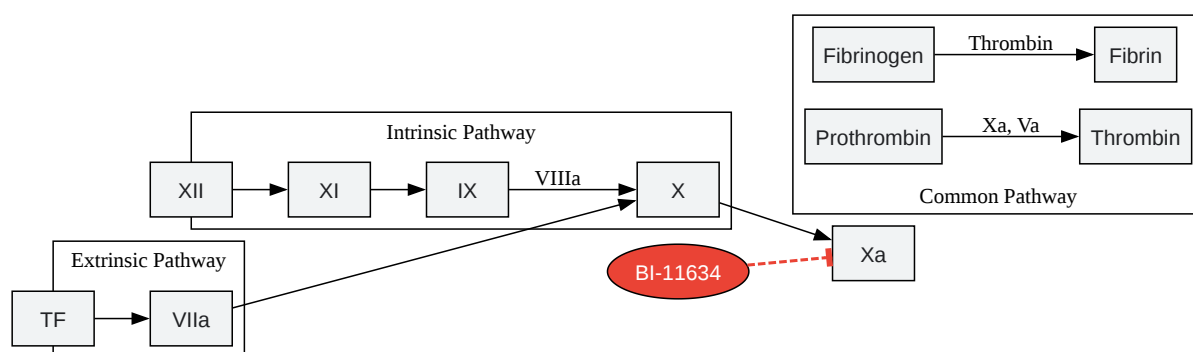 Fibrinogen
Thrombin
Fibrin
Prothrombin
Xa, Va
Thrombin
Common Pathway
Intrinsic Pathway
XII
XI
IX
VIIIa
X
Xa
BI-11634
Extrinsic Pathway
TF
VIIa